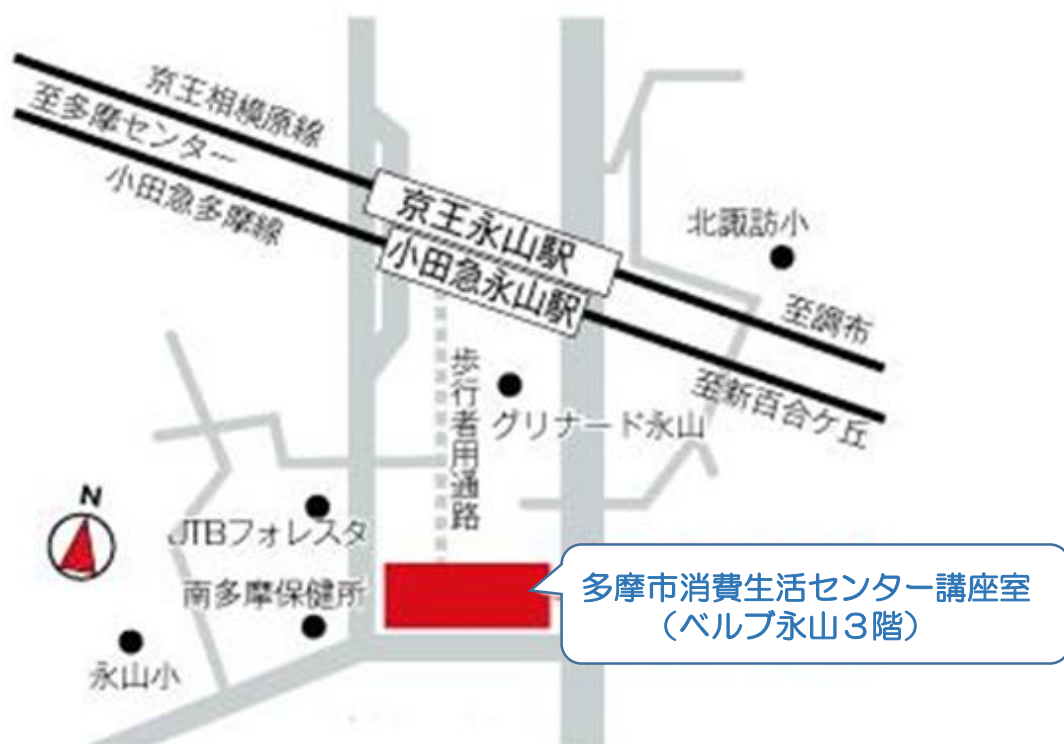 京王相模原線
至多摩センター
小田急多摩線
京王永山駅
小田急永山駅
北諏訪小
至調布
至新百合ケ丘
歩行者用通路
グリナード永山
N
JTBフォレスタ
南多摩保健所
永山小
多摩市消費生活センター講座室
（ベルブ永山３階）